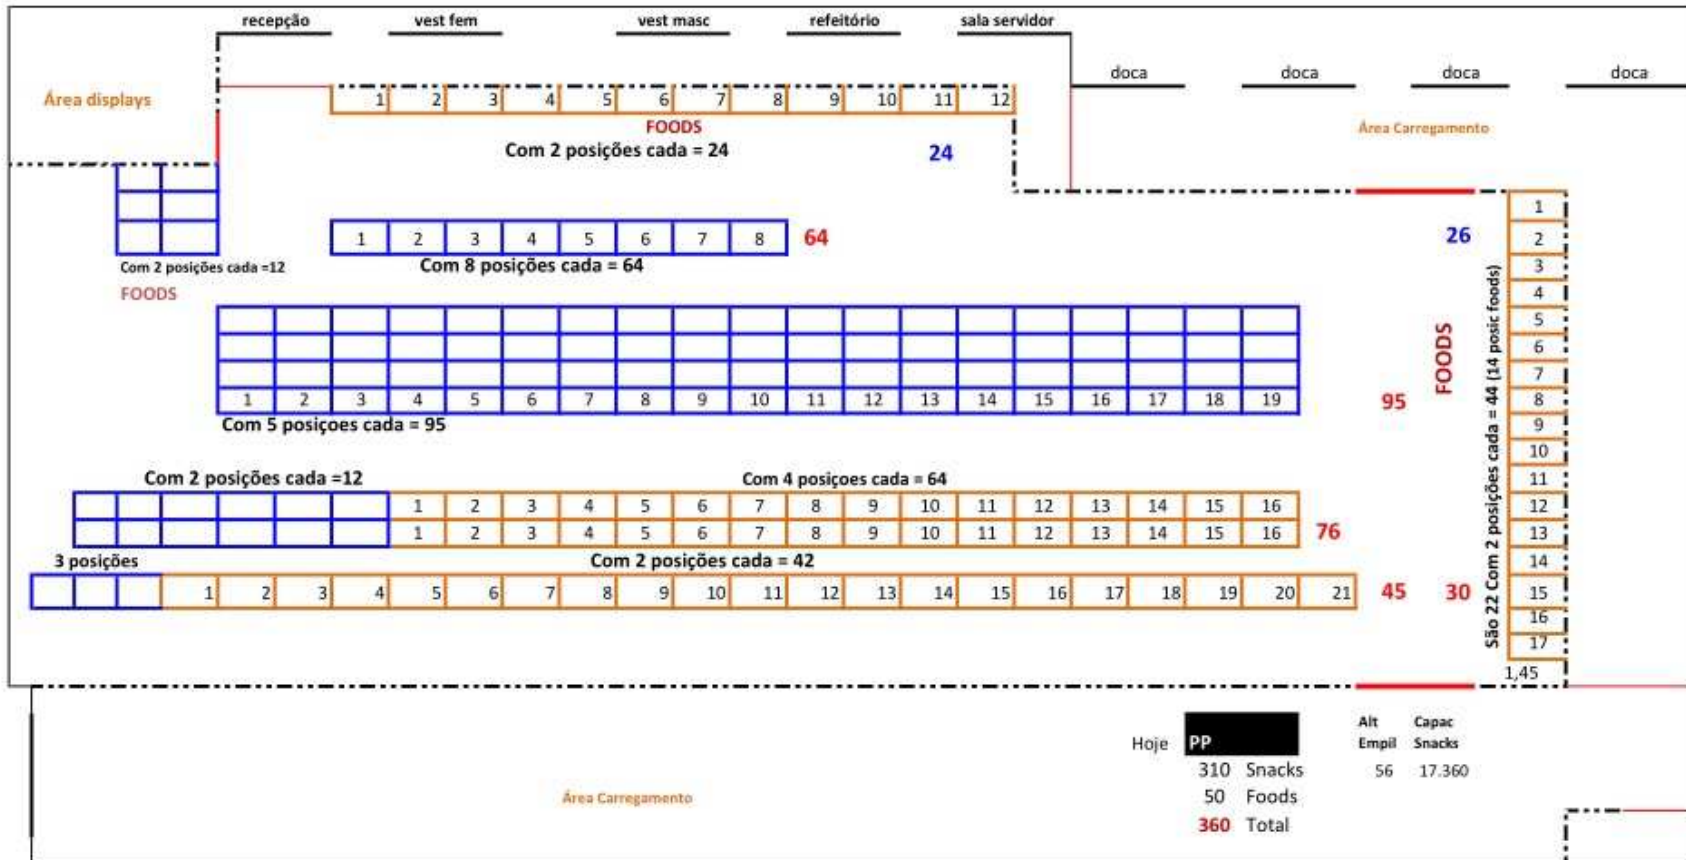 recepção vest fem vest masc refeitório sala servidor
doca doca doca doca
Área displays
1 2 3 4 5 6 7 8 9 10 11 12
FOODS
Área Carregamento
Com 2 posições cada = 24 24
1
1 2 3 4 5 6 7 8 64
26
2
Com 2 posições cada =12
Com 8 posições cada = 64
3
FOODS
4
5
6
7
FOODS
1 2 3 4 5 6 7 8 9 10 11 12 13 14 15 16 17 18 19
95
8
Com 5 posiçoes cada = 95
9
10
São 22 Com 2 posições cada = 44 (14 posic foods)
11
Com 2 posições cada =12
Com 4 posiçoes cada = 64
1 2 3 4 5 6 7 8 9 10 11 12 13 14 15 16
12
1 2 3 4 5 6 7 8 9 10 11 12 13 14 15 16
76
13
3 posições
Com 2 posições cada = 42
14
1 2 3 4 5 6 7 8 9 10 11 12 13 14 15 16 17 18 19 20 21
45 30
15
16
17
1,45
Hoje PP
Alt Capac
Empil Snacks
310 Snacks
56 17.360
50 Foods
360 Total
Área Carregamento